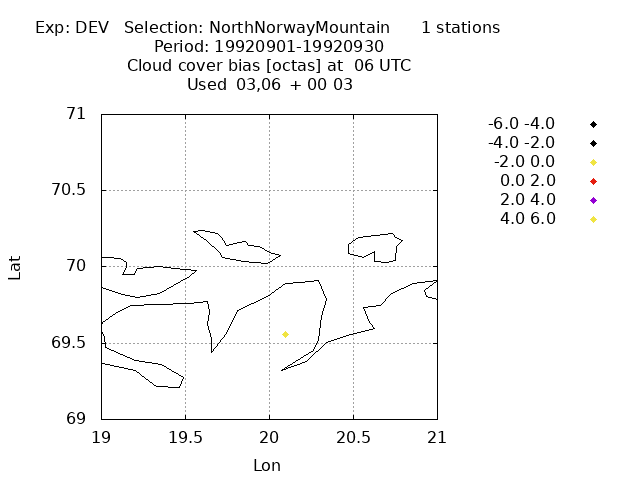 Exp: DEV   Selection: NorthNorwayMountain      1 stations
Period: 19920901-19920930
Cloud cover bias [octas] at  06 UTC
Used  03,06  + 00 03
-6.0 -4.0
-4.0 -2.0
-2.0 0.0
0.0 2.0
2.0 4.0
4.0 6.0
71
70.5
70
69.5
69
Lat
19 19.5 20 20.5 21
Lon